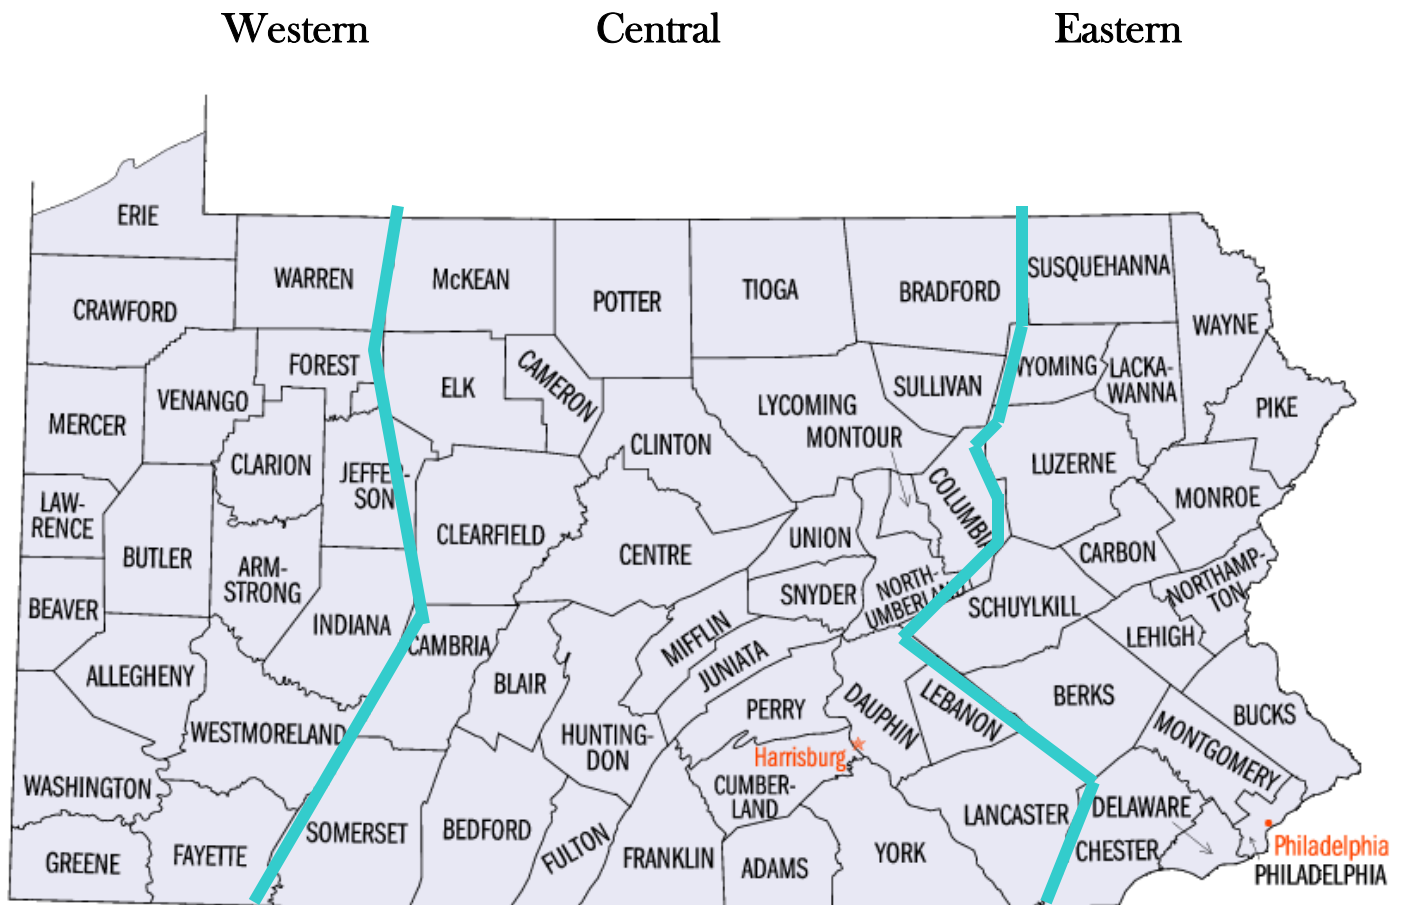 Western Central Eastern
ERIE
WARREN
McKEAN
POTTER
TIOGA
BRADFORD
SUSQUEHANNA
WAYNE
CRAWFORD
FOREST
ELK
CAMERON
SULLIVAN
WYOMING
LACKA-
WANNA
PIKE
MERCER
VENANGO
CLARION
JEFFER-
SON
CLINTON
LYCOMING
MONTOUR
COLUMBIA
LUZERNE
MONROE
LAW-
RENCE
BUTLER
ARM-
STRONG
CLEARFIELD
CENTRE
UNION
SNYDER
NORTH-
UMBERLAND
SCHUYLKILL
CARBON
NORTHAMP-
TON
BEAVER
INDIANA
CAMBRIA
BLAIR
MIFFLIN
JUNIATA
LEHIGH
ALLEGHENY
WESTMORELAND
HUNTING-
DON
PERRY
DAUPHIN
LEBANON
BERKS
BUCKS
MONTGOMERY
Harrisburg
WASHINGTON
CUMBER-
LAND
LANCASTER
DELAWARE
CHESTER
GREENE
FAYETTE
SOMERSET
BEDFORD
FULTON
FRANKLIN
ADAMS
YORK
Philadelphia
PHILADELPHIA